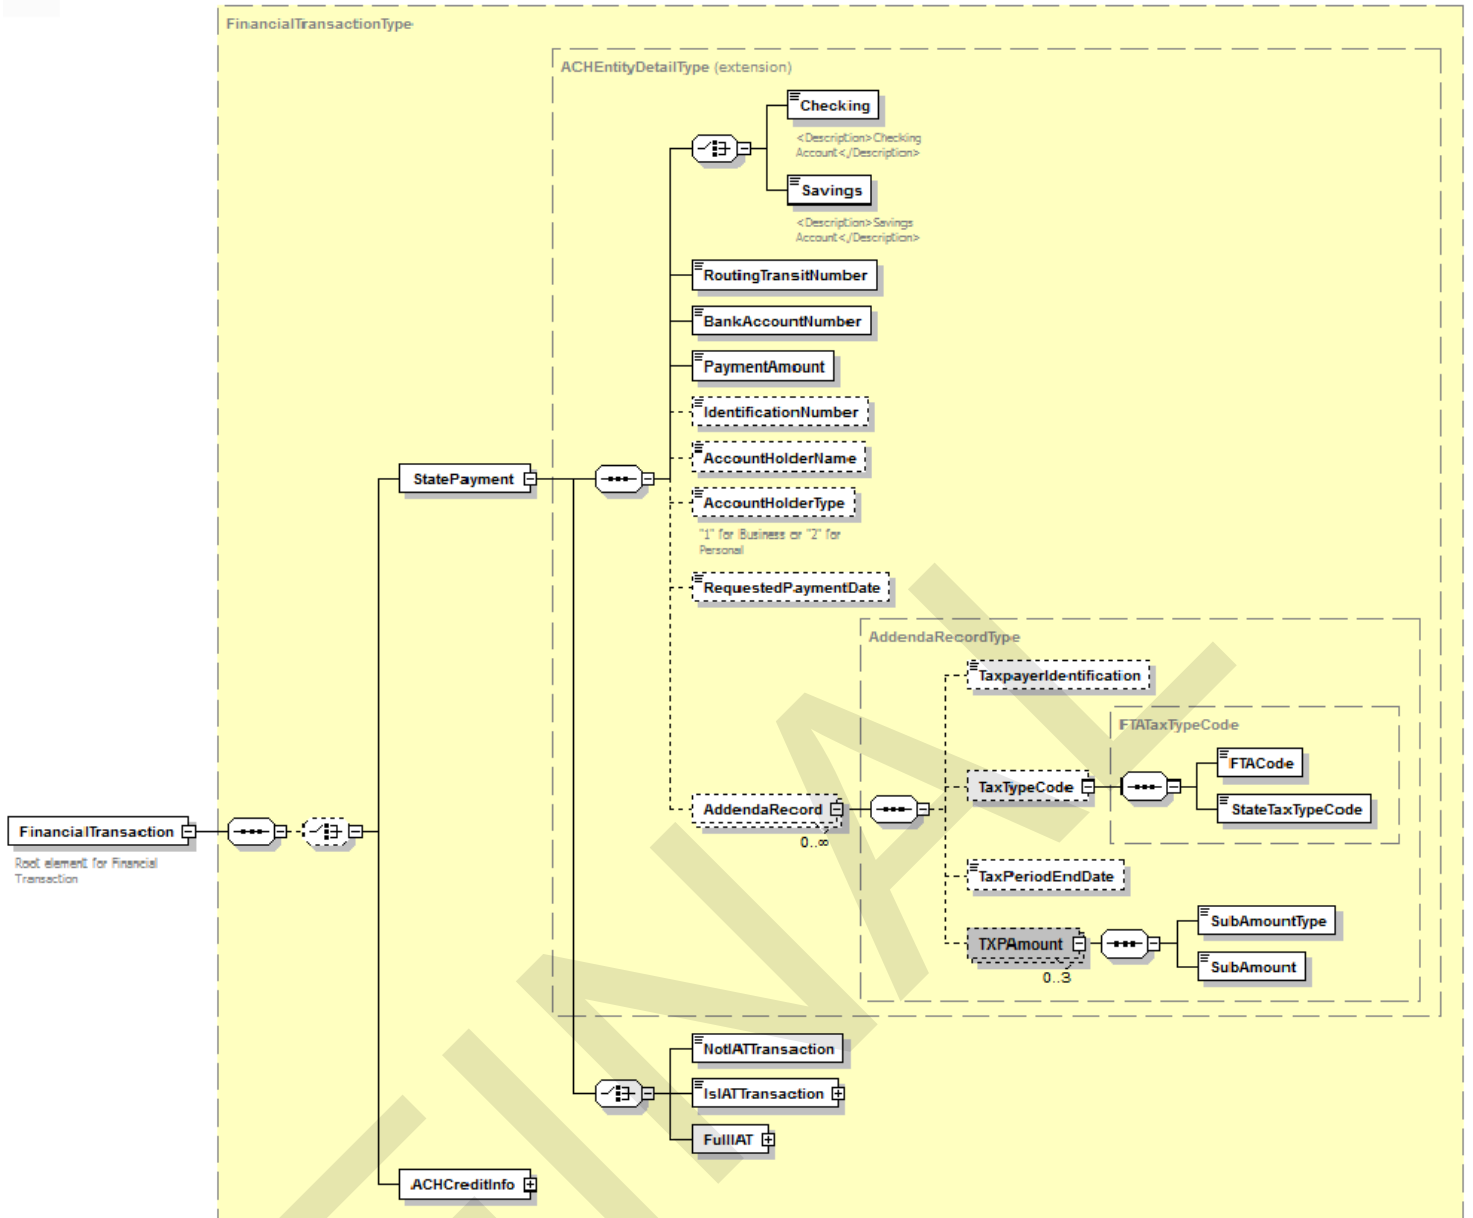 FinancialTransactionType
ACHEntityDetailType (extension)
Checking
<Description>Checking
Account</Description>
Savings
<Description>Savings
Account</Description>
RoutingTransitNumber
BankAccountNumber
PaymentAmount
IdentificationNumber
AccountHolderName
StatePayment
AccountHolderType
"1" for Business or "2" for
Personal
RequestedPaymentDate
AddendaRecordType
TaxpayerIdentification
FTATaxTypeCode
FTACode
TaxTypeCode
StateTaxTypeCode
AddendaRecord
0..∞
FinancialTransaction
Root element for Financial
Transaction
TaxPeriodEndDate
SubAmountType
TXPAmount
0..3
SubAmount
NotIATTransaction
IsIATTransaction
FullIAT
ACHCreditInfo
FINAL